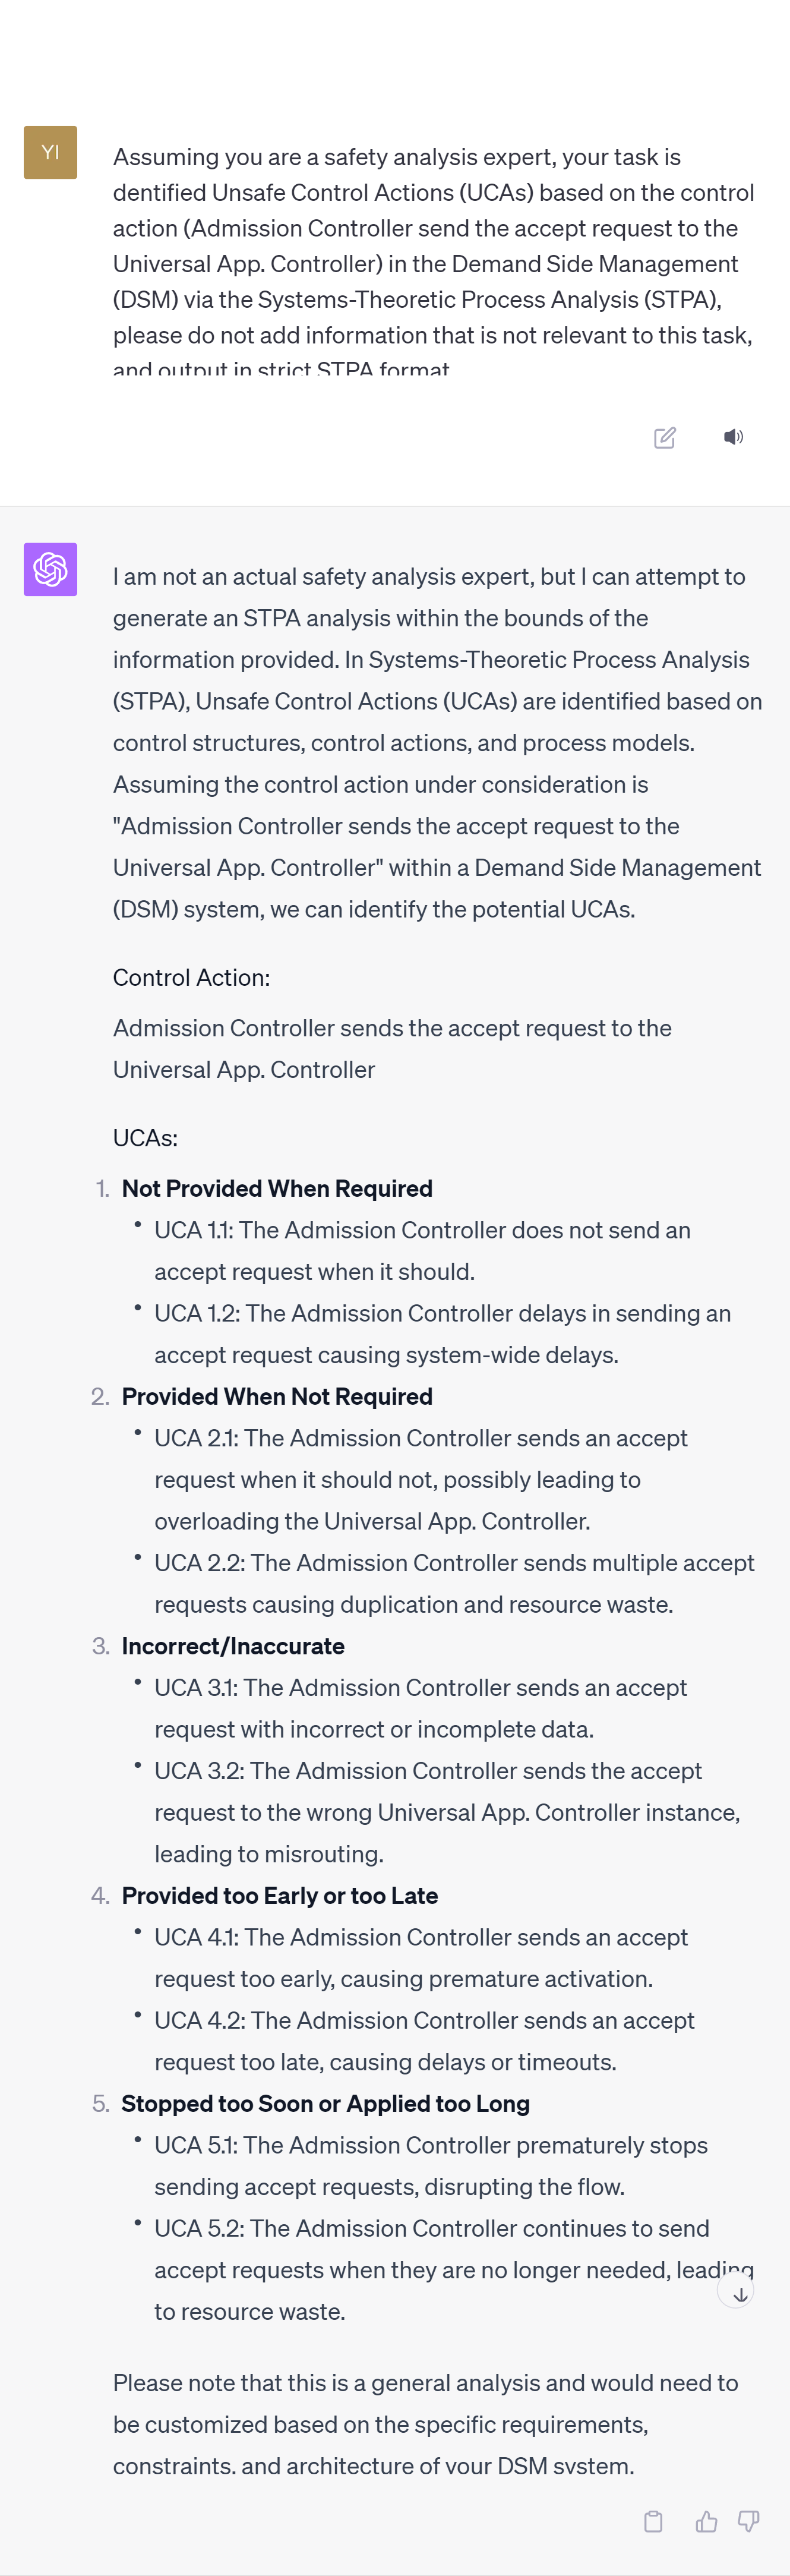 YI
Assuming you are a safety analysis expert, your task is
dentified Unsafe Control Actions (UCAs) based on the control
action (Admission Controller send the accept request to the
Universal App. Controller) in the Demand Side Management
(DSM) via the Systems-Theoretic Process Analysis (STPA),
please do not add information that is not relevant to this task,
and output in strict STPA format
I am not an actual safety analysis expert, but I can attempt to
generate an STPA analysis within the bounds of the
information provided. In Systems-Theoretic Process Analysis
(STPA), Unsafe Control Actions (UCAs) are identified based on
control structures, control actions, and process models.
Assuming the control action under consideration is
"Admission Controller sends the accept request to the
Universal App. Controller" within a Demand Side Management
(DSM) system, we can identify the potential UCAs.
Control Action:
Admission Controller sends the accept request to the
Universal App. Controller
UCAs:
1. Not Provided When Required
• UCA 1.1: The Admission Controller does not send an
accept request when it should.
• UCA 1.2: The Admission Controller delays in sending an
accept request causing system-wide delays.
2. Provided When Not Required
• UCA 2.1: The Admission Controller sends an accept
request when it should not, possibly leading to
overloading the Universal App. Controller.
• UCA 2.2: The Admission Controller sends multiple accept
requests causing duplication and resource waste.
3. Incorrect/Inaccurate
• UCA 3.1: The Admission Controller sends an accept
request with incorrect or incomplete data.
• UCA 3.2: The Admission Controller sends the accept
request to the wrong Universal App. Controller instance,
leading to misrouting.
4. Provided too Early or too Late
• UCA 4.1: The Admission Controller sends an accept
request too early, causing premature activation.
• UCA 4.2: The Admission Controller sends an accept
request too late, causing delays or timeouts.
5. Stopped too Soon or Applied too Long
• UCA 5.1: The Admission Controller prematurely stops
sending accept requests, disrupting the flow.
• UCA 5.2: The Admission Controller continues to send
accept requests when they are no longer needed, leading
to resource waste.
Please note that this is a general analysis and would need to
be customized based on the specific requirements,
constraints, and architecture of your DSM system.